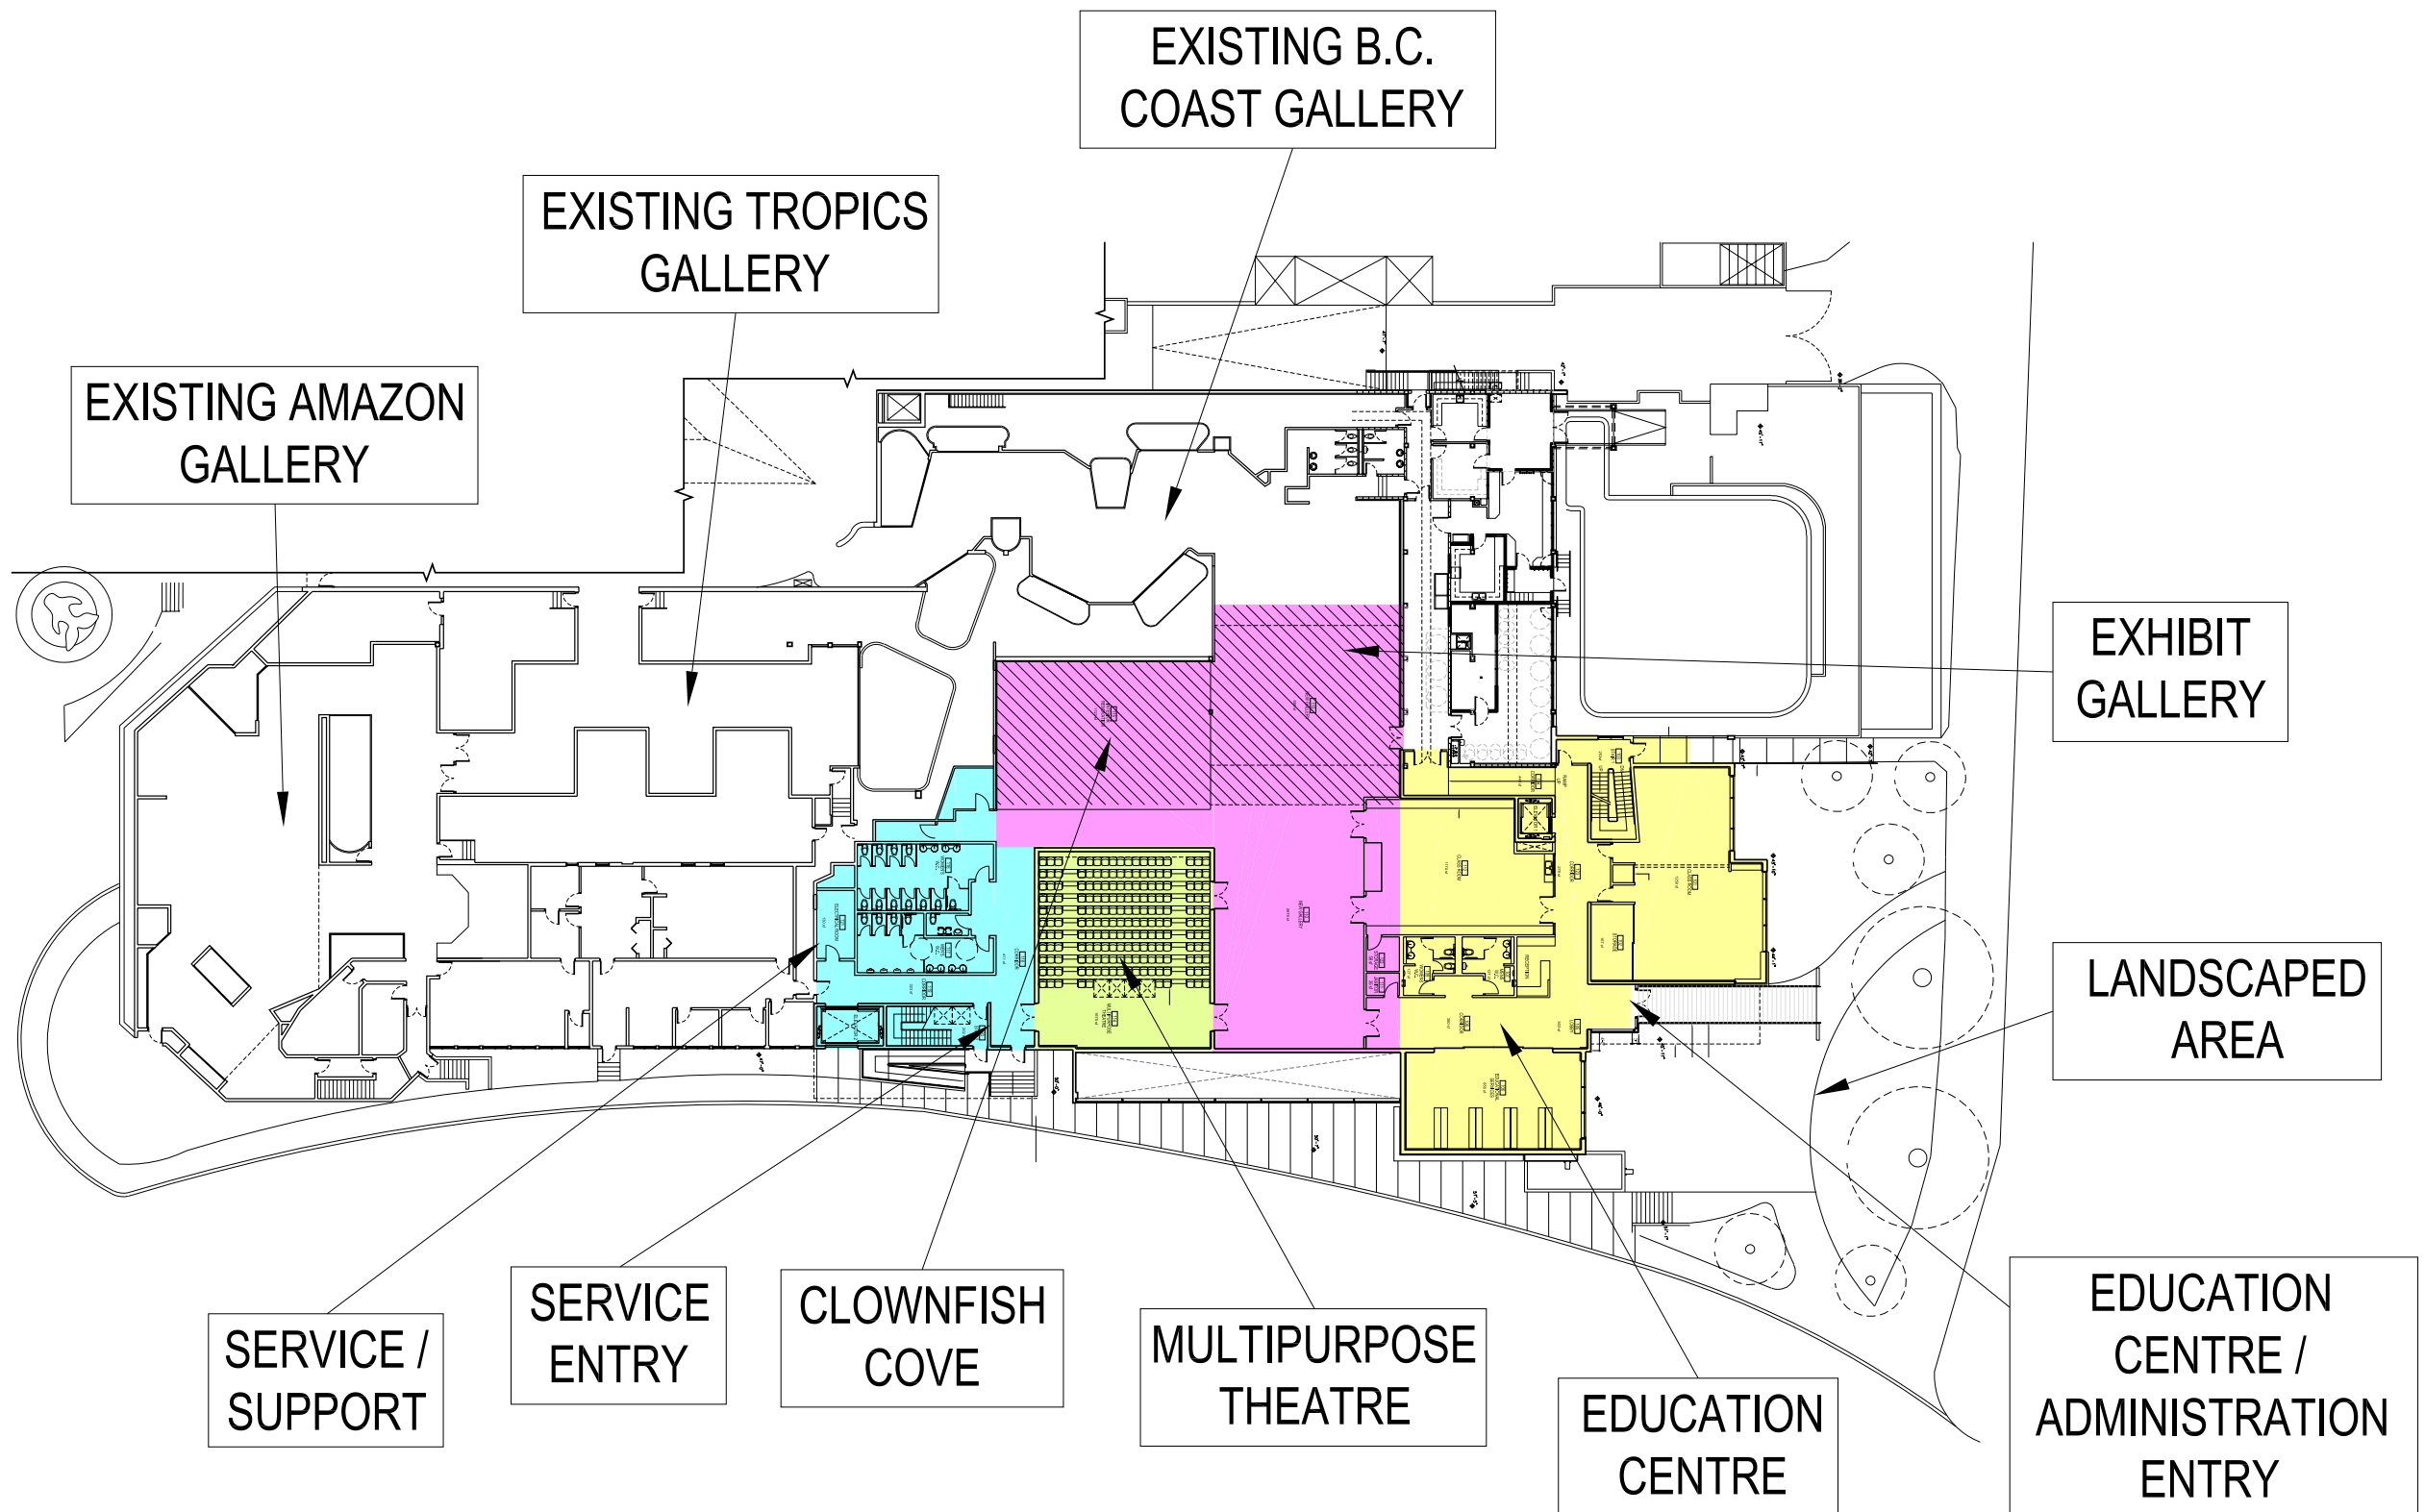 EXISTING B.C.
COAST GALLERY
EXISTING TROPICS
GALLERY
EXISTING AMAZON
GALLERY
EXHIBIT
GALLERY
LANDSCAPED
AREA
SERVICE /
SUPPORT
SERVICE
ENTRY
CLOWNFISH
COVE
MULTIPURPOSE
THEATRE
EDUCATION
CENTRE
EDUCATION
CENTRE /
ADMINISTRATION
ENTRY